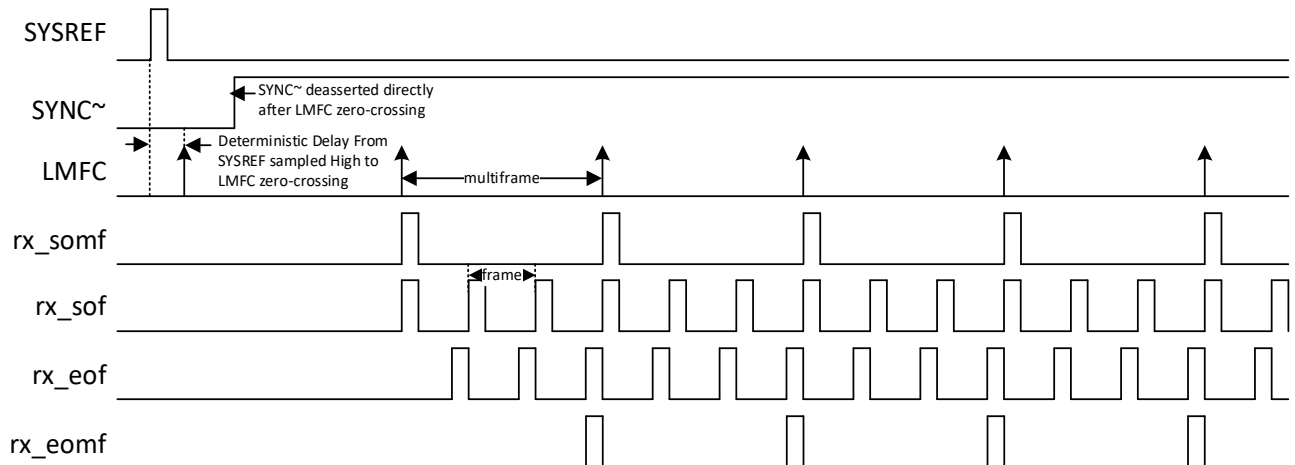 SYSREF
SYNC~
SYNC~ deasserted directly
after LMFC zero-crossing
Deterministic Delay From
SYSREF sampled High to
LMFC zero-crossing
LMFC
multiframe
rx_somf
frame
rx_sof
rx_eof
rx_eomf